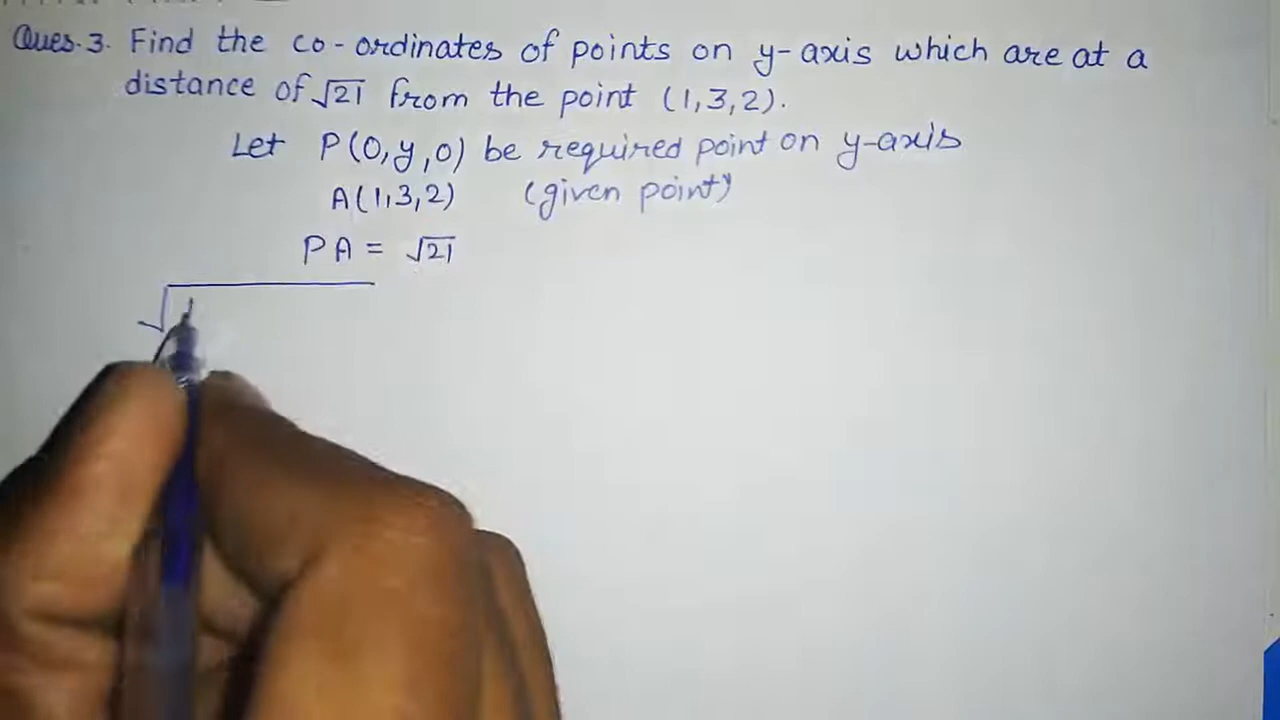 Ques.3. Find the co-ordinates of points on y-axis which are at a
distance of √21 from the point (1,3,2).
Let P(0,y,0) be required point on y-axis
A(1,3,2) (given point)
PA = √21
√